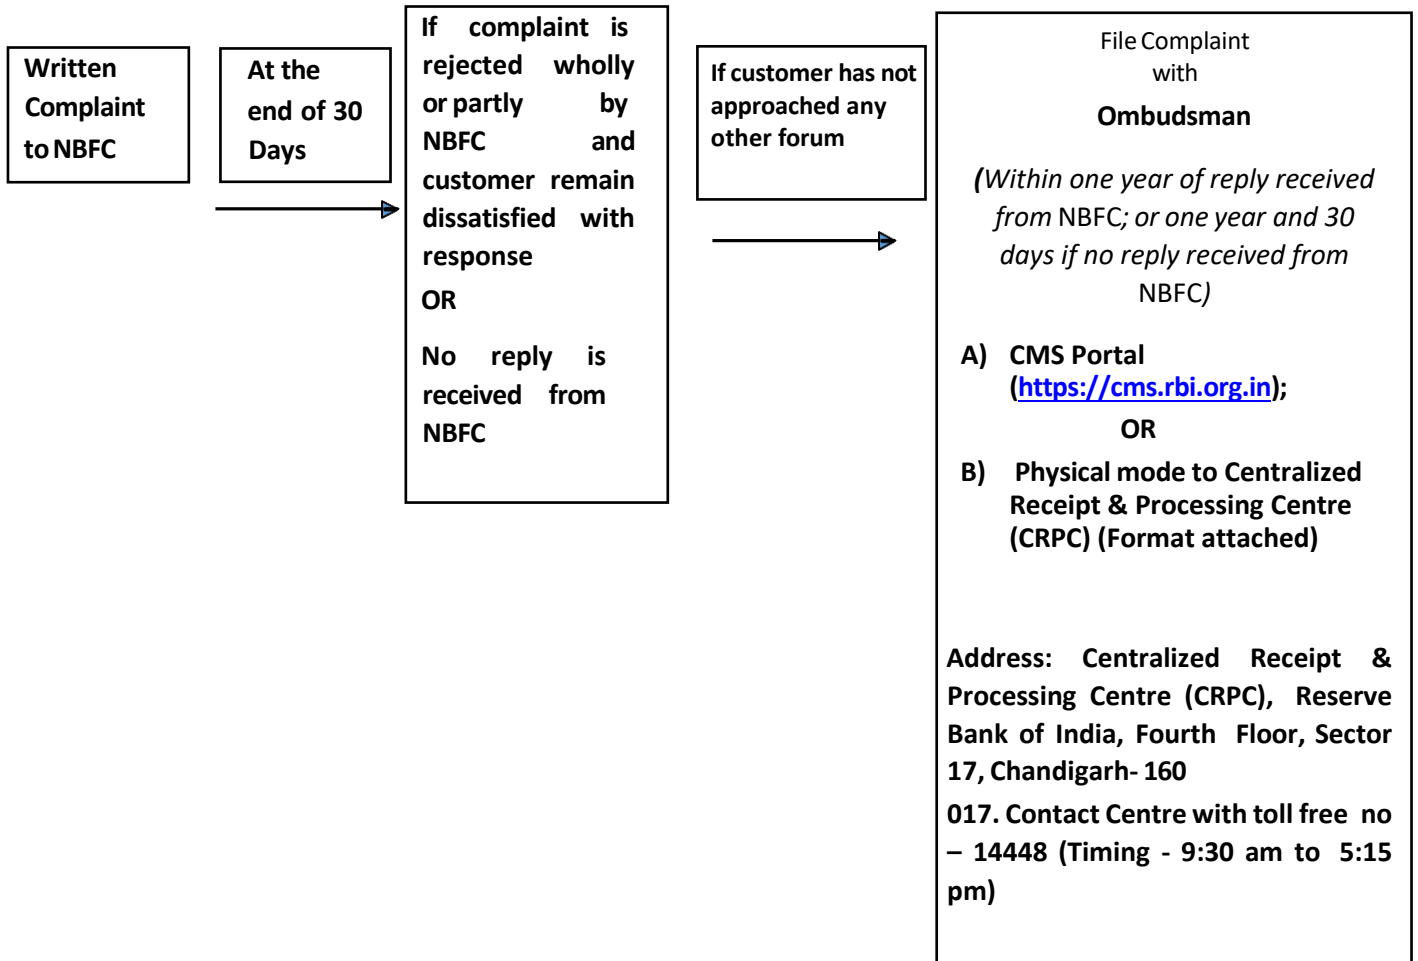 Written
Complaint
to NBFC
At the
end of 30
Days
If complaint is
rejected wholly
or partly by
NBFC and
customer remain
dissatisfied with
response
OR
No reply is
received from
NBFC
If customer has not
approached any
other forum
File Complaint
with
Ombudsman
(Within one year of reply received
from NBFC; or one year and 30
days if no reply received from
NBFC)
A) CMS Portal
(https://cms.rbi.org.in);
OR
B) Physical mode to Centralized
Receipt & Processing Centre
(CRPC) (Format attached)
Address: Centralized Receipt &
Processing Centre (CRPC), Reserve
Bank of India, Fourth Floor, Sector
17, Chandigarh- 160
017. Contact Centre with toll free no
– 14448 (Timing - 9:30 am to 5:15
pm)